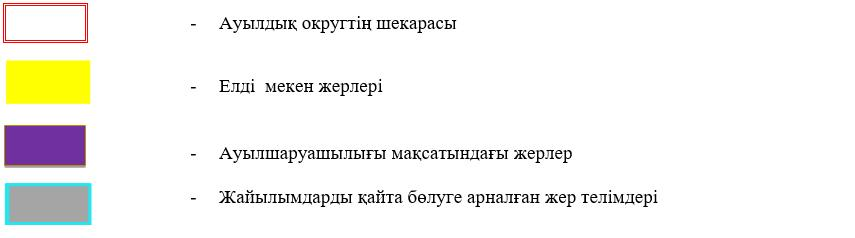 - Ауылдық округтің шекарасы
- Елді мекен жерлері
- Ауылшаруашылығы мақсатындағы жерлер
- Жайылымдарды қайта бөлуге арналған жер телімдері